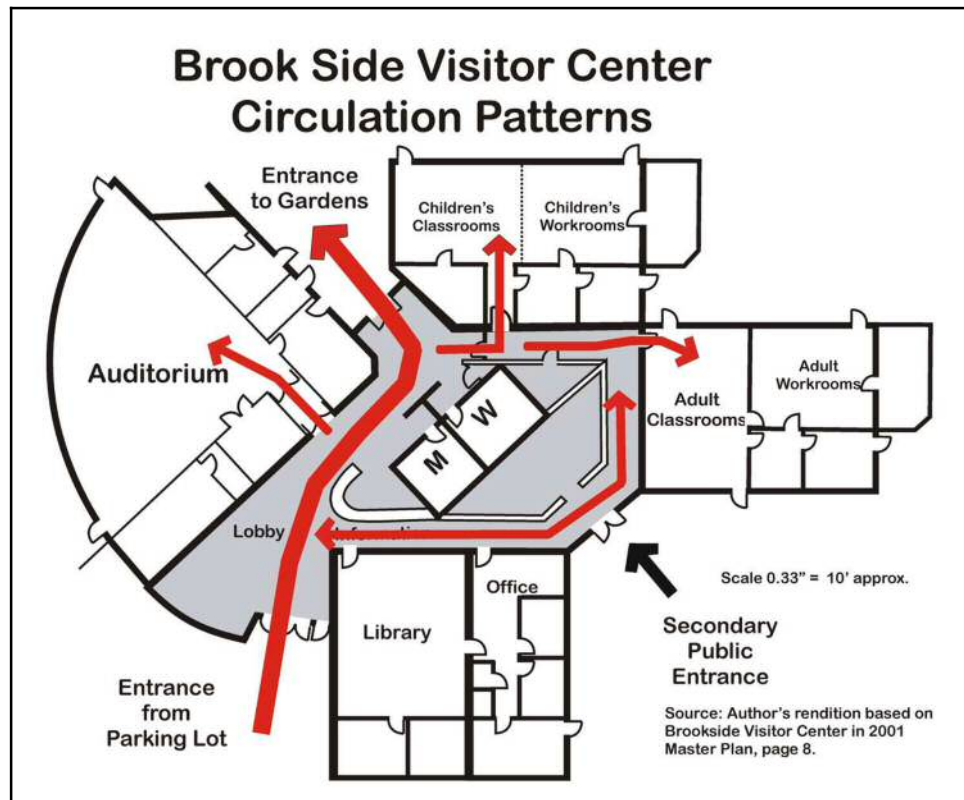 Brook Side Visitor Center
Circulation Patterns
Entrance
to Gardens
Children's
Classrooms
Children's
Workrooms
Auditorium
Adult
Classrooms
Adult
Workrooms
W
M
Lobby
Office
Library
Scale 0.33" = 10' approx.
Secondary
Public
Entrance
Entrance
from
Parking Lot
Source: Author's rendition based on
Brookside Visitor Center in 2001
Master Plan, page 8.